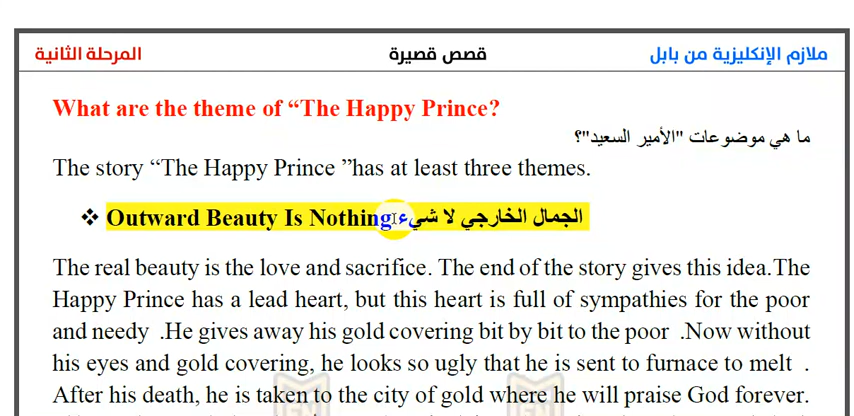 ملازم الإنكليزية من بابل قصص قصيرة المرحلة الثانية
What are the theme of “The Happy Prince?
ما هي موضوعات "الأمير السعيد"؟
The story “The Happy Prince ”has at least three themes.
❖ Outward Beauty Is Nothing الجمال الخارجي لا شيء
The real beauty is the love and sacrifice. The end of the story gives this idea.The
Happy Prince has a lead heart, but this heart is full of sympathies for the poor
and needy .He gives away his gold covering bit by bit to the poor .Now without
his eyes and gold covering, he looks so ugly that he is sent to furnace to melt .
After his death, he is taken to the city of gold where he will praise God forever.